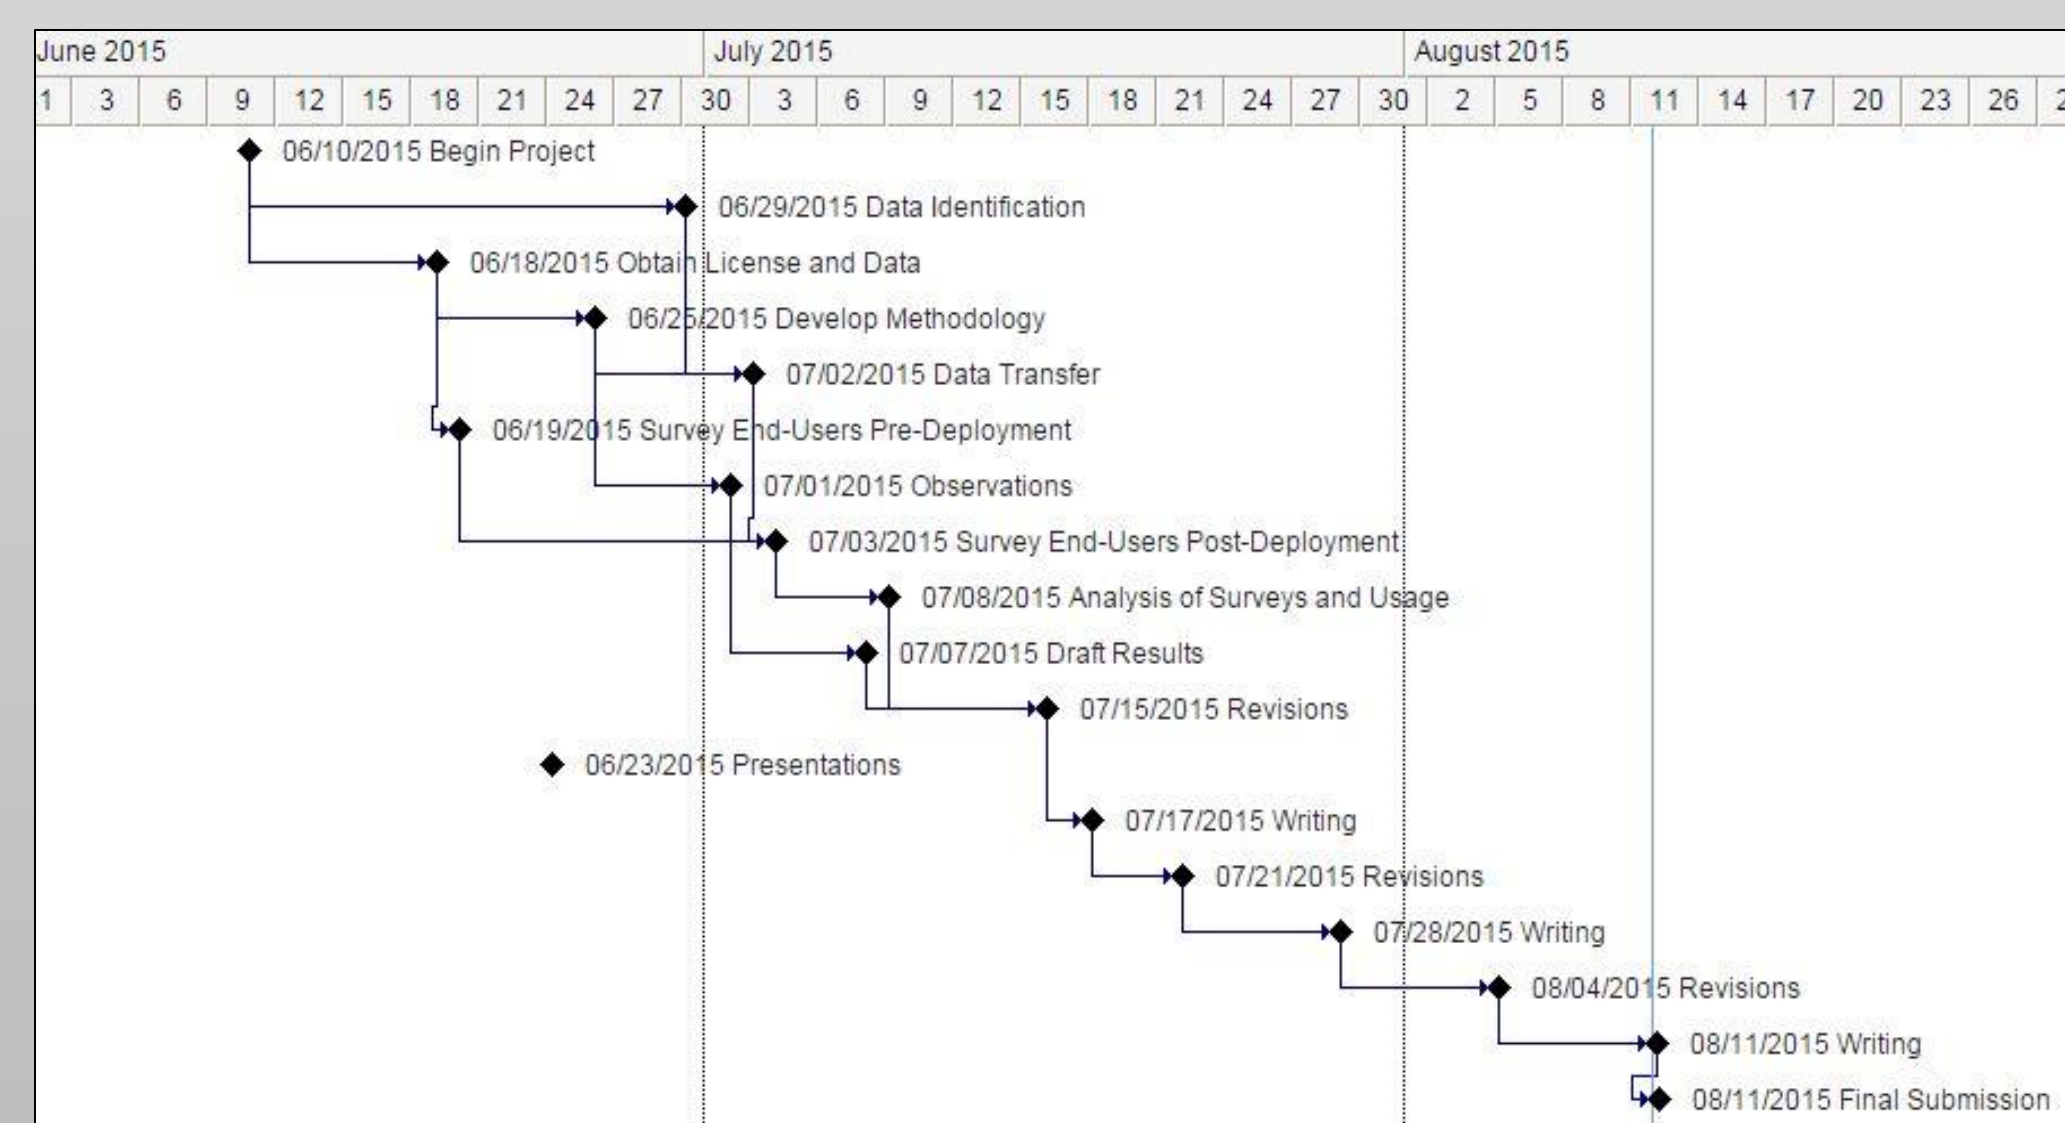 June 2015 July 2015 August 2015
1 3 6 9 12 15 18 21 24 27 30 3 6 9 12 15 18 21 24 27 30 2 5 8 11 14 17 20 23 26
06/10/2015 Begin Project
06/29/2015 Data Identification
06/18/2015 Obtain License and Data
06/25/2015 Develop Methodology
07/02/2015 Data Transfer
06/19/2015 Survey End-Users Pre-Deployment
07/01/2015 Observations
07/03/2015 Survey End-Users Post-Deployment
07/08/2015 Analysis of Surveys and Usage
07/07/2015 Draft Results
07/15/2015 Revisions
06/23/2015 Presentations
07/17/2015 Writing
07/21/2015 Revisions
07/28/2015 Writing
08/04/2015 Revisions
08/11/2015 Writing
08/11/2015 Final Submission